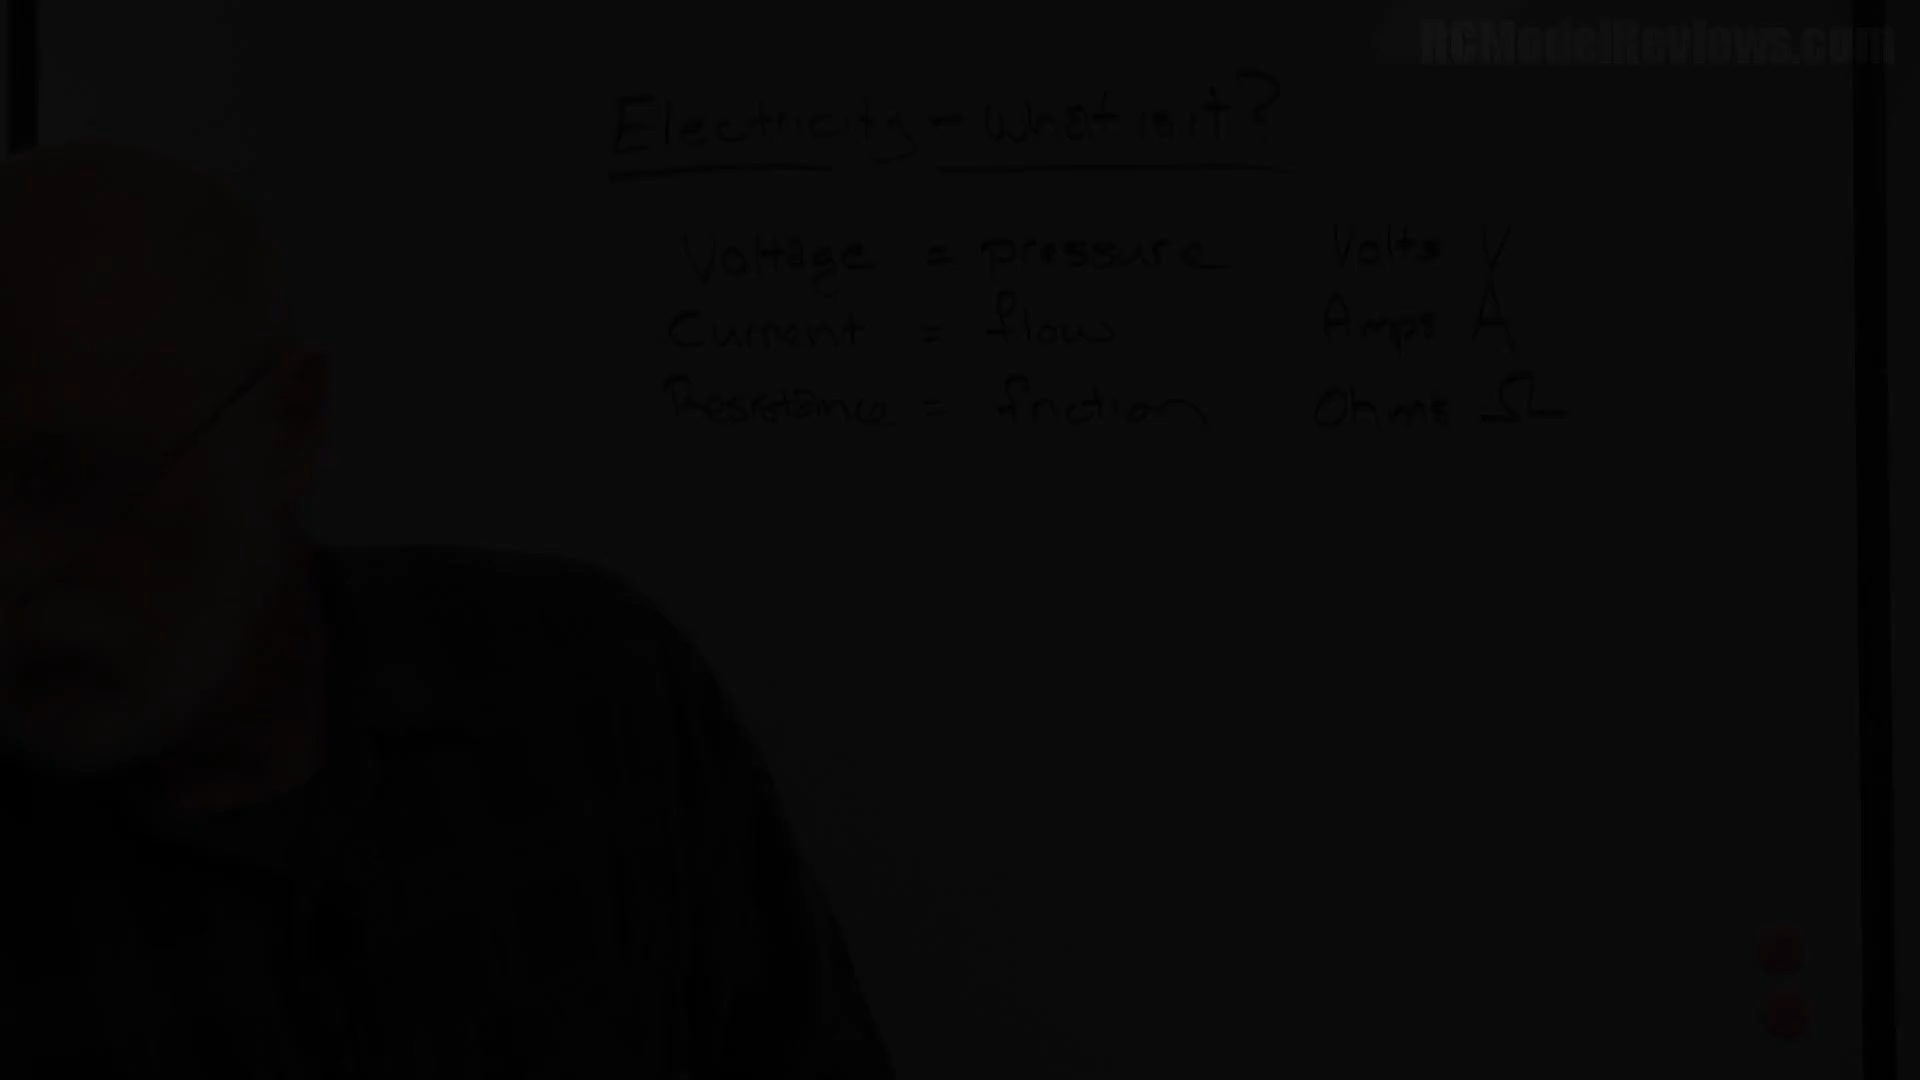 RCModelReviews.com
Electricity - What is it?
Voltage = pressure Volts V
Current = flow Amps A
Resistance = friction Ohms Ω